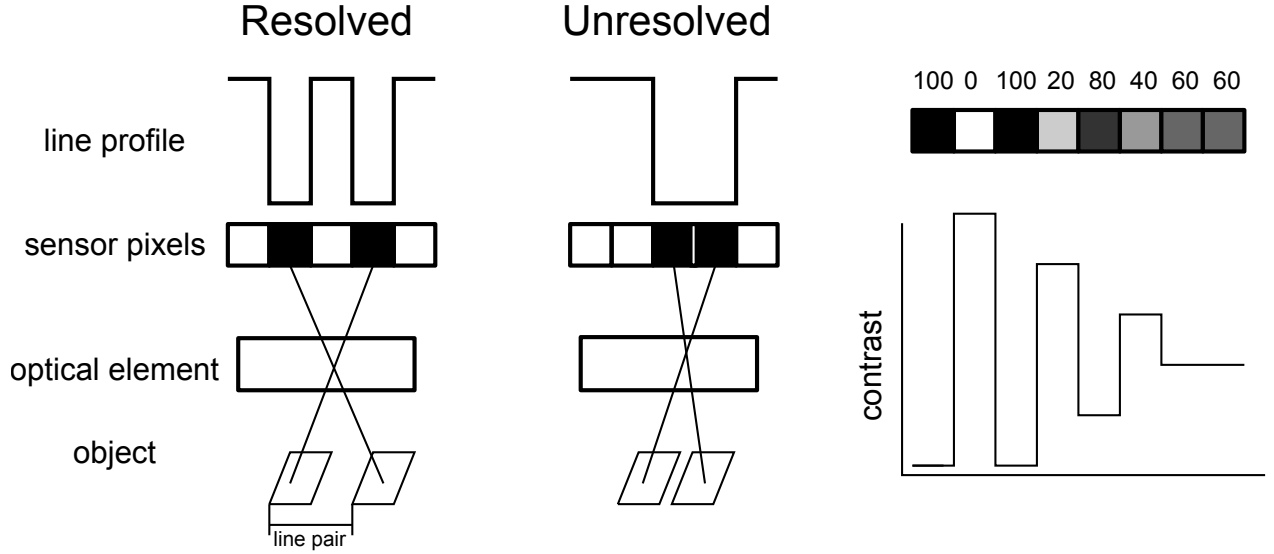 Resolved
Unresolved
line profile
sensor pixels
optical element
object
line pair
100 0 100 20 80 40 60 60
contrast